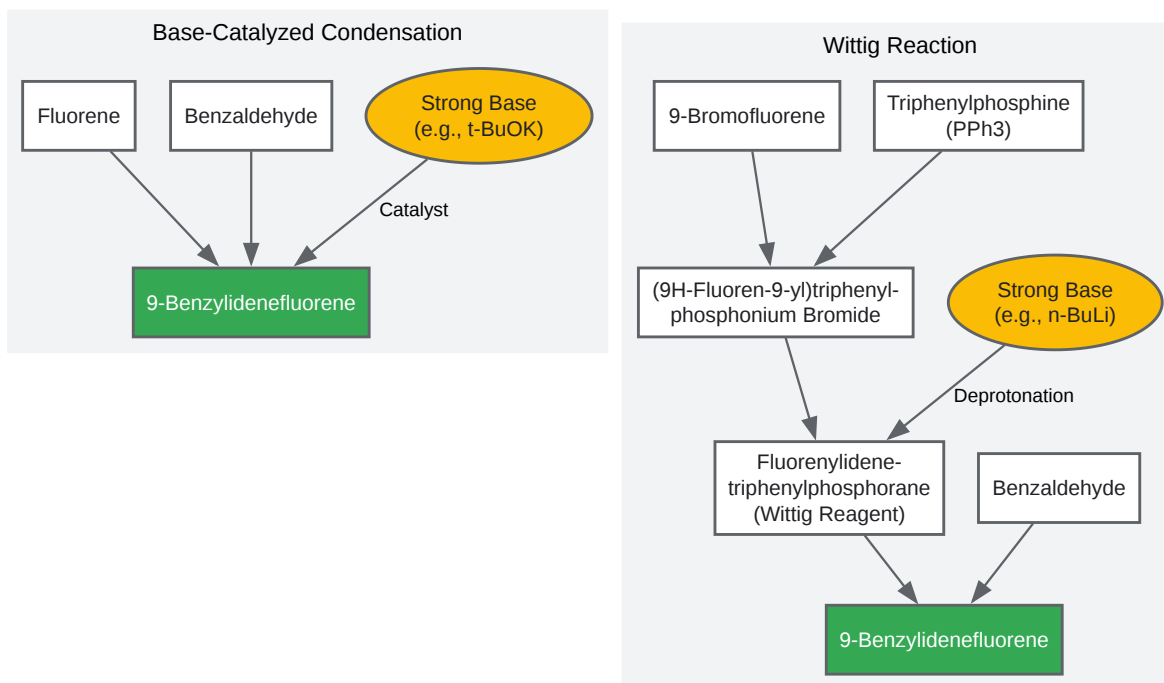 Base-Catalyzed Condensation
Fluorene
Benzaldehyde
Strong Base
(e.g., t-BuOK)
Catalyst
9-Benzylidenefluorene
Wittig Reaction
9-Bromofluorene
Triphenylphosphine
(PPh3)
(9H-Fluoren-9-yl)triphenyl-
phosphonium Bromide
Strong Base
(e.g., n-BuLi)
Deprotonation
Fluorenylidene-
triphenylphosphorane
(Wittig Reagent)
Benzaldehyde
9-Benzylidenefluorene